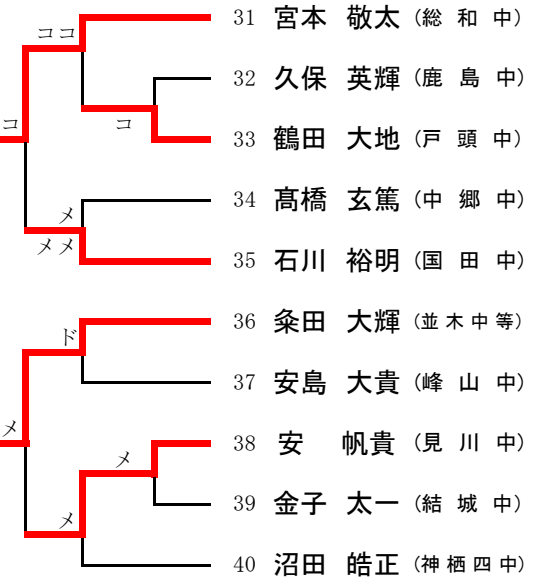 ココ
31 宮本 敬太 (総 和 中)
32 久保 英輝 (鹿 島 中)
コ
コ
33 鶴田 大地 (戸 頭 中)
34 髙橋 玄篤 (中 郷 中)
メ
メメ
35 石川 裕明 (国 田 中)
36 粂田 大輝 (並 木 中 等)
ド
37 安島 大貴 (峰 山 中)
メ
38 安 帆貴 (見 川 中)
メ
39 金子 太一 (結 城 中)
メ
40 沼田 皓正 (神 栖 四 中)